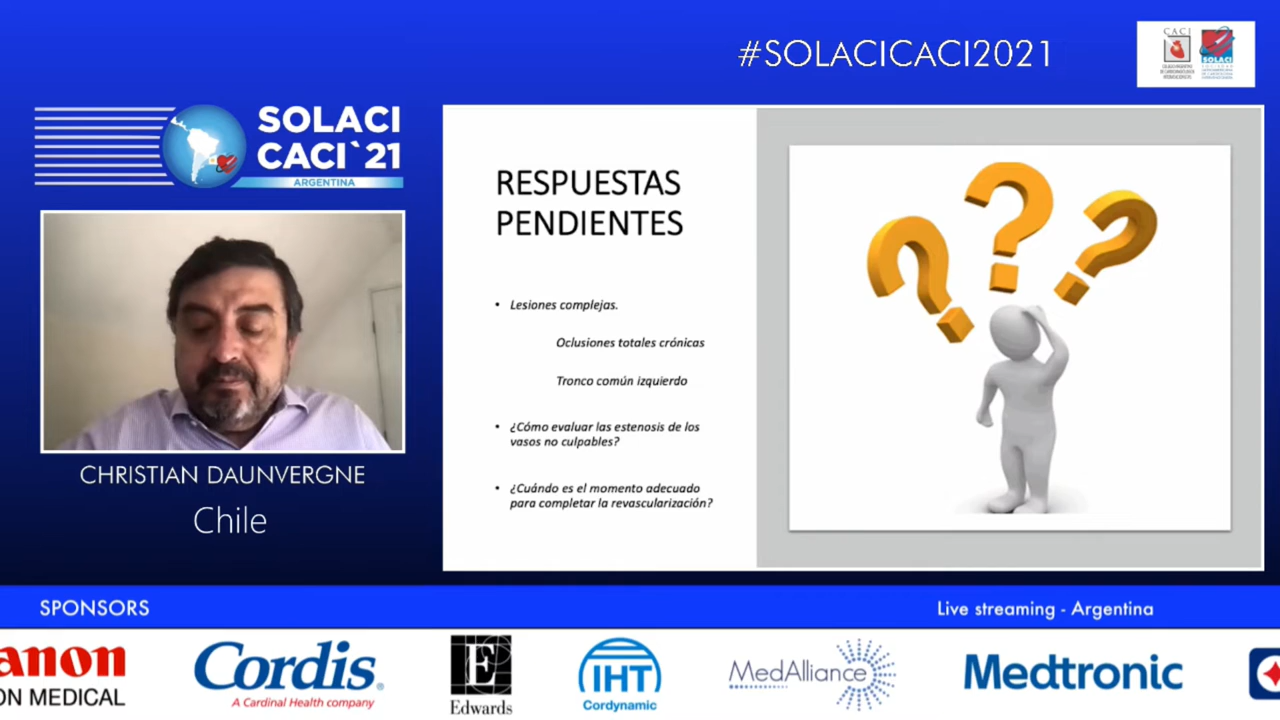 #SOLACICACI2021
CACI
SOLACI
SOLACI
CACI`21
ARGENTINA
RESPUESTAS
PENDIENTES
• Lesiones complejas.
Oclusiones totales crónicas
Tronco común izquierdo
• ¿Cómo evaluar las estenosis de los
vasos no culpables?
• ¿Cuándo es el momento adecuado
para completar la revascularización?
???
CHRISTIAN DAUNVERGNE
Chile
SPONSORS
Live streaming - Argentina
anon
ON MEDICAL
Cordis®
A Cardinal Health company
E
Edwards
IHT
Cordynamic
MedAlliance
Medtronic